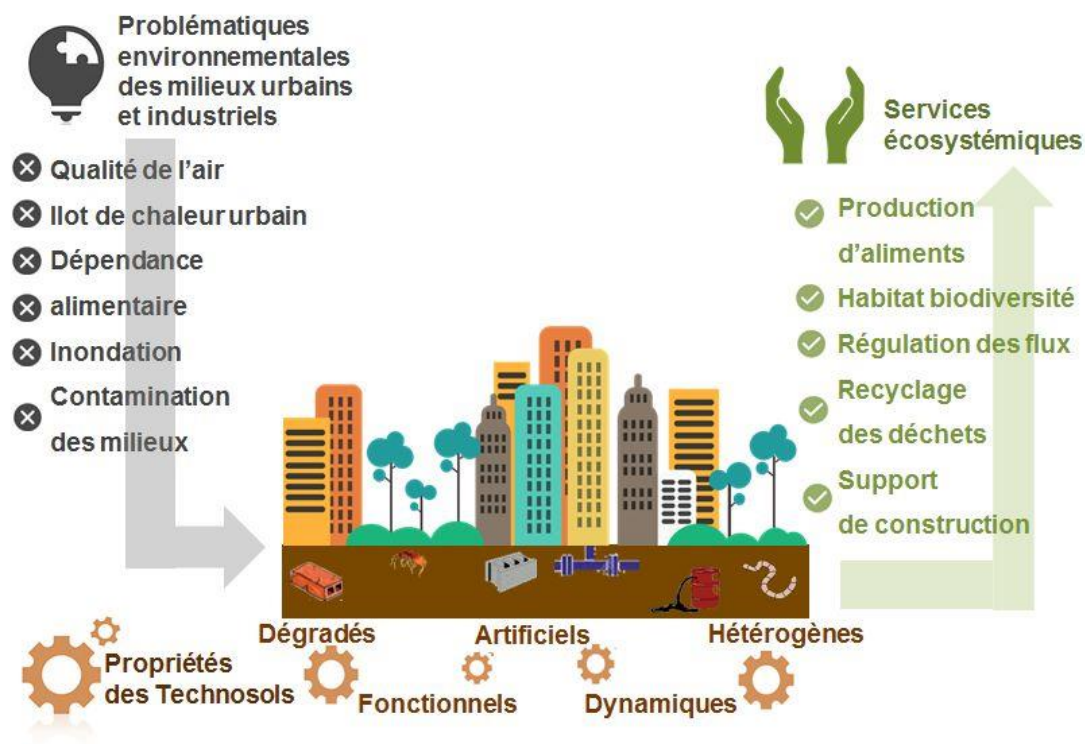 Problématiques
environnementales
des milieux urbains
et industriels
Qualité de l'air
Ilot de chaleur urbain
Dépendance
alimentaire
Inondation
Contamination
des milieux
Services
écosystémiques
Production
d'aliments
Habitat biodiversité
Régulation des flux
Recyclage
des déchets
Support
de construction
Propriétés
des Technosols
Dégradés
Artificiels
Hétérogènes
Fonctionnels
Dynamiques